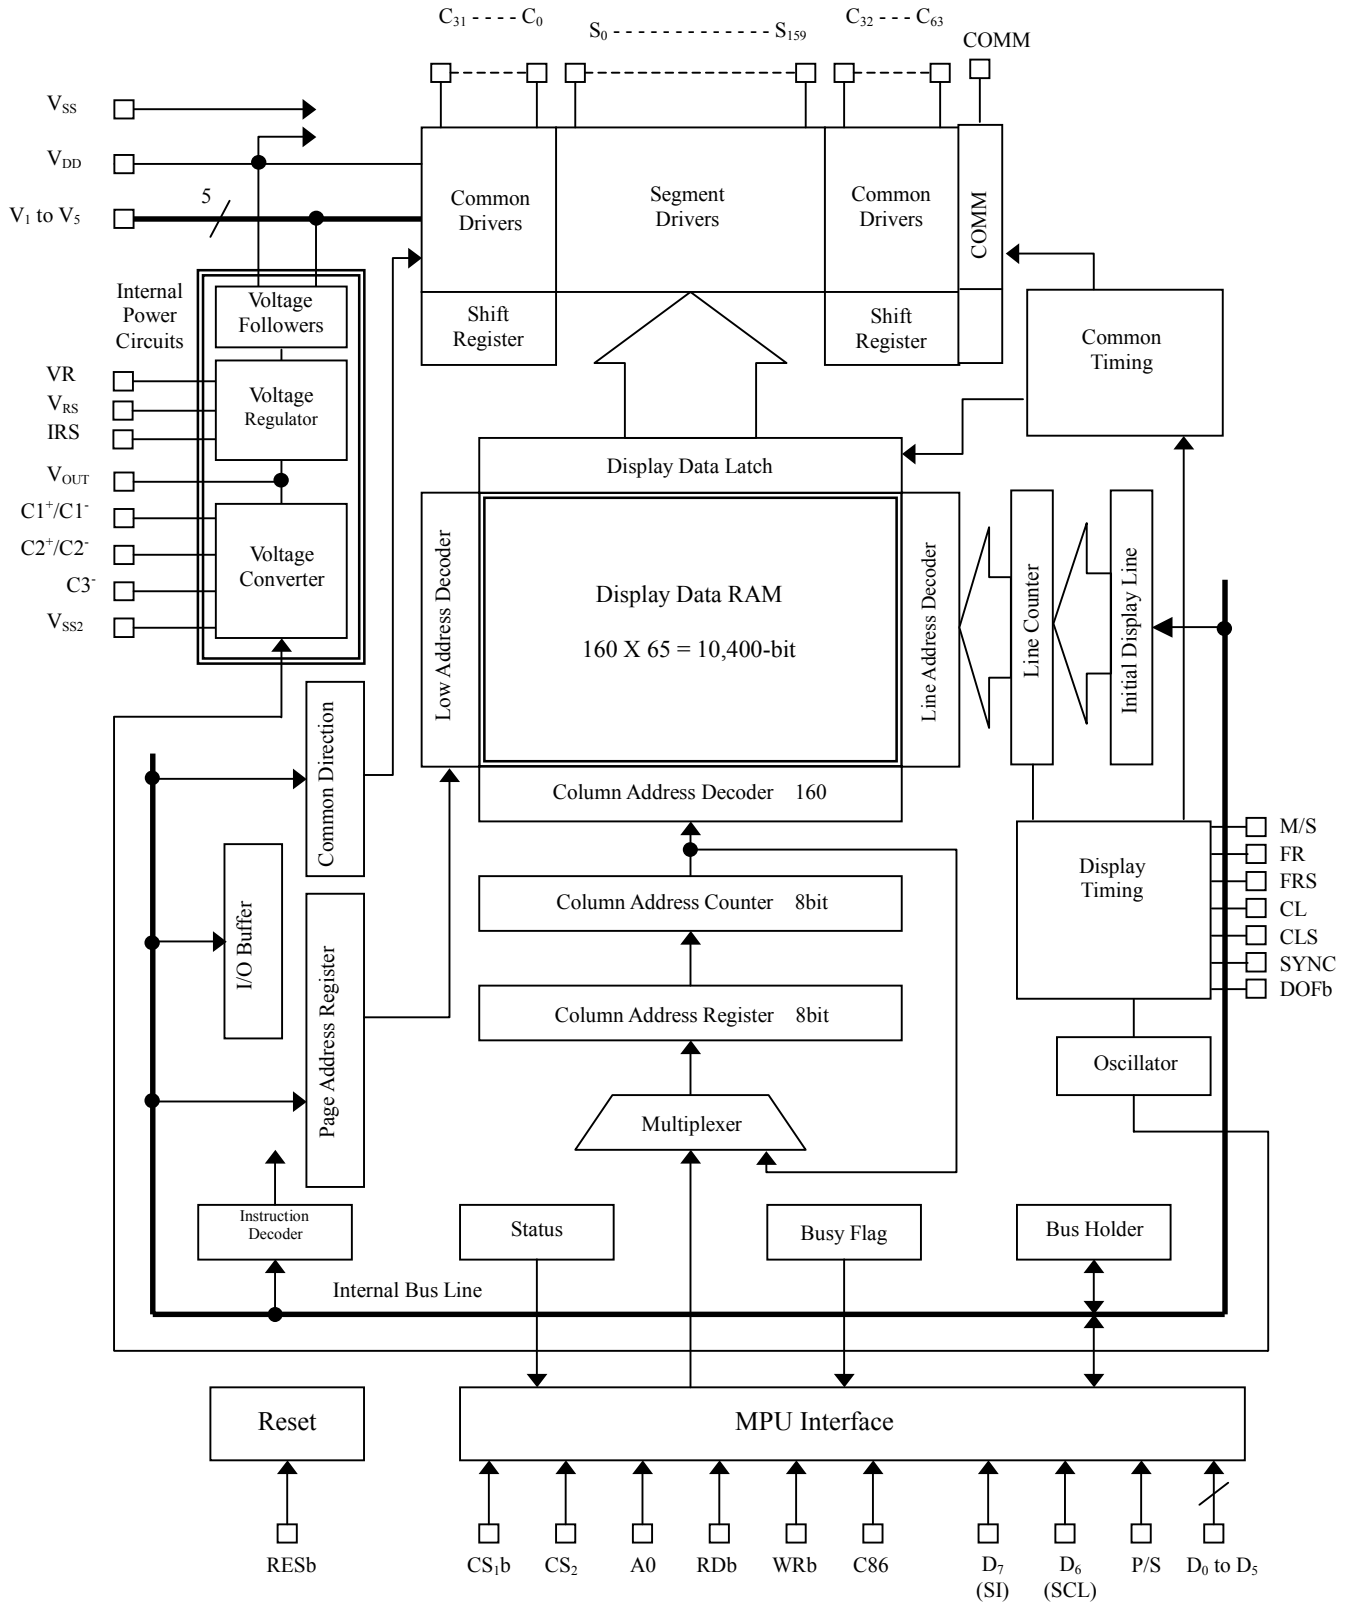 C31 - - - - C0
S0 - - - - - - - - - - - - S159
C32 - - - C63
COMM
VSS
VDD
V1 to V5
5
Common
Drivers
Segment
Drivers
Common
Drivers
COMM
Internal
Power
Circuits
Voltage
Followers
Shift
Register
Shift
Register
Common
Timing
VR
VRS
IRS
Voltage
Regulator
VOUT
Display Data Latch
C1+/C1-
C2+/C2-
C3-
VSS2
Voltage
Converter
Low Address Decoder
Display Data RAM
160 X 65 = 10,400-bit
Line Address Decoder
Line Counter
Initial Display Line
Common Direction
Column Address Decoder 160
I/O Buffer
Page Address Register
Column Address Counter 8bit
Column Address Register 8bit
Display
Timing
M/S
FR
FRS
CL
CLS
SYNC
DOFb
Oscillator
Multiplexer
Instruction
Decoder
Status
Busy Flag
Bus Holder
Internal Bus Line
Reset
MPU Interface
RESb
CS1b
CS2
A0
RDb
WRb
C86
D7
(SI)
D6
(SCL)
P/S
D0 to D5